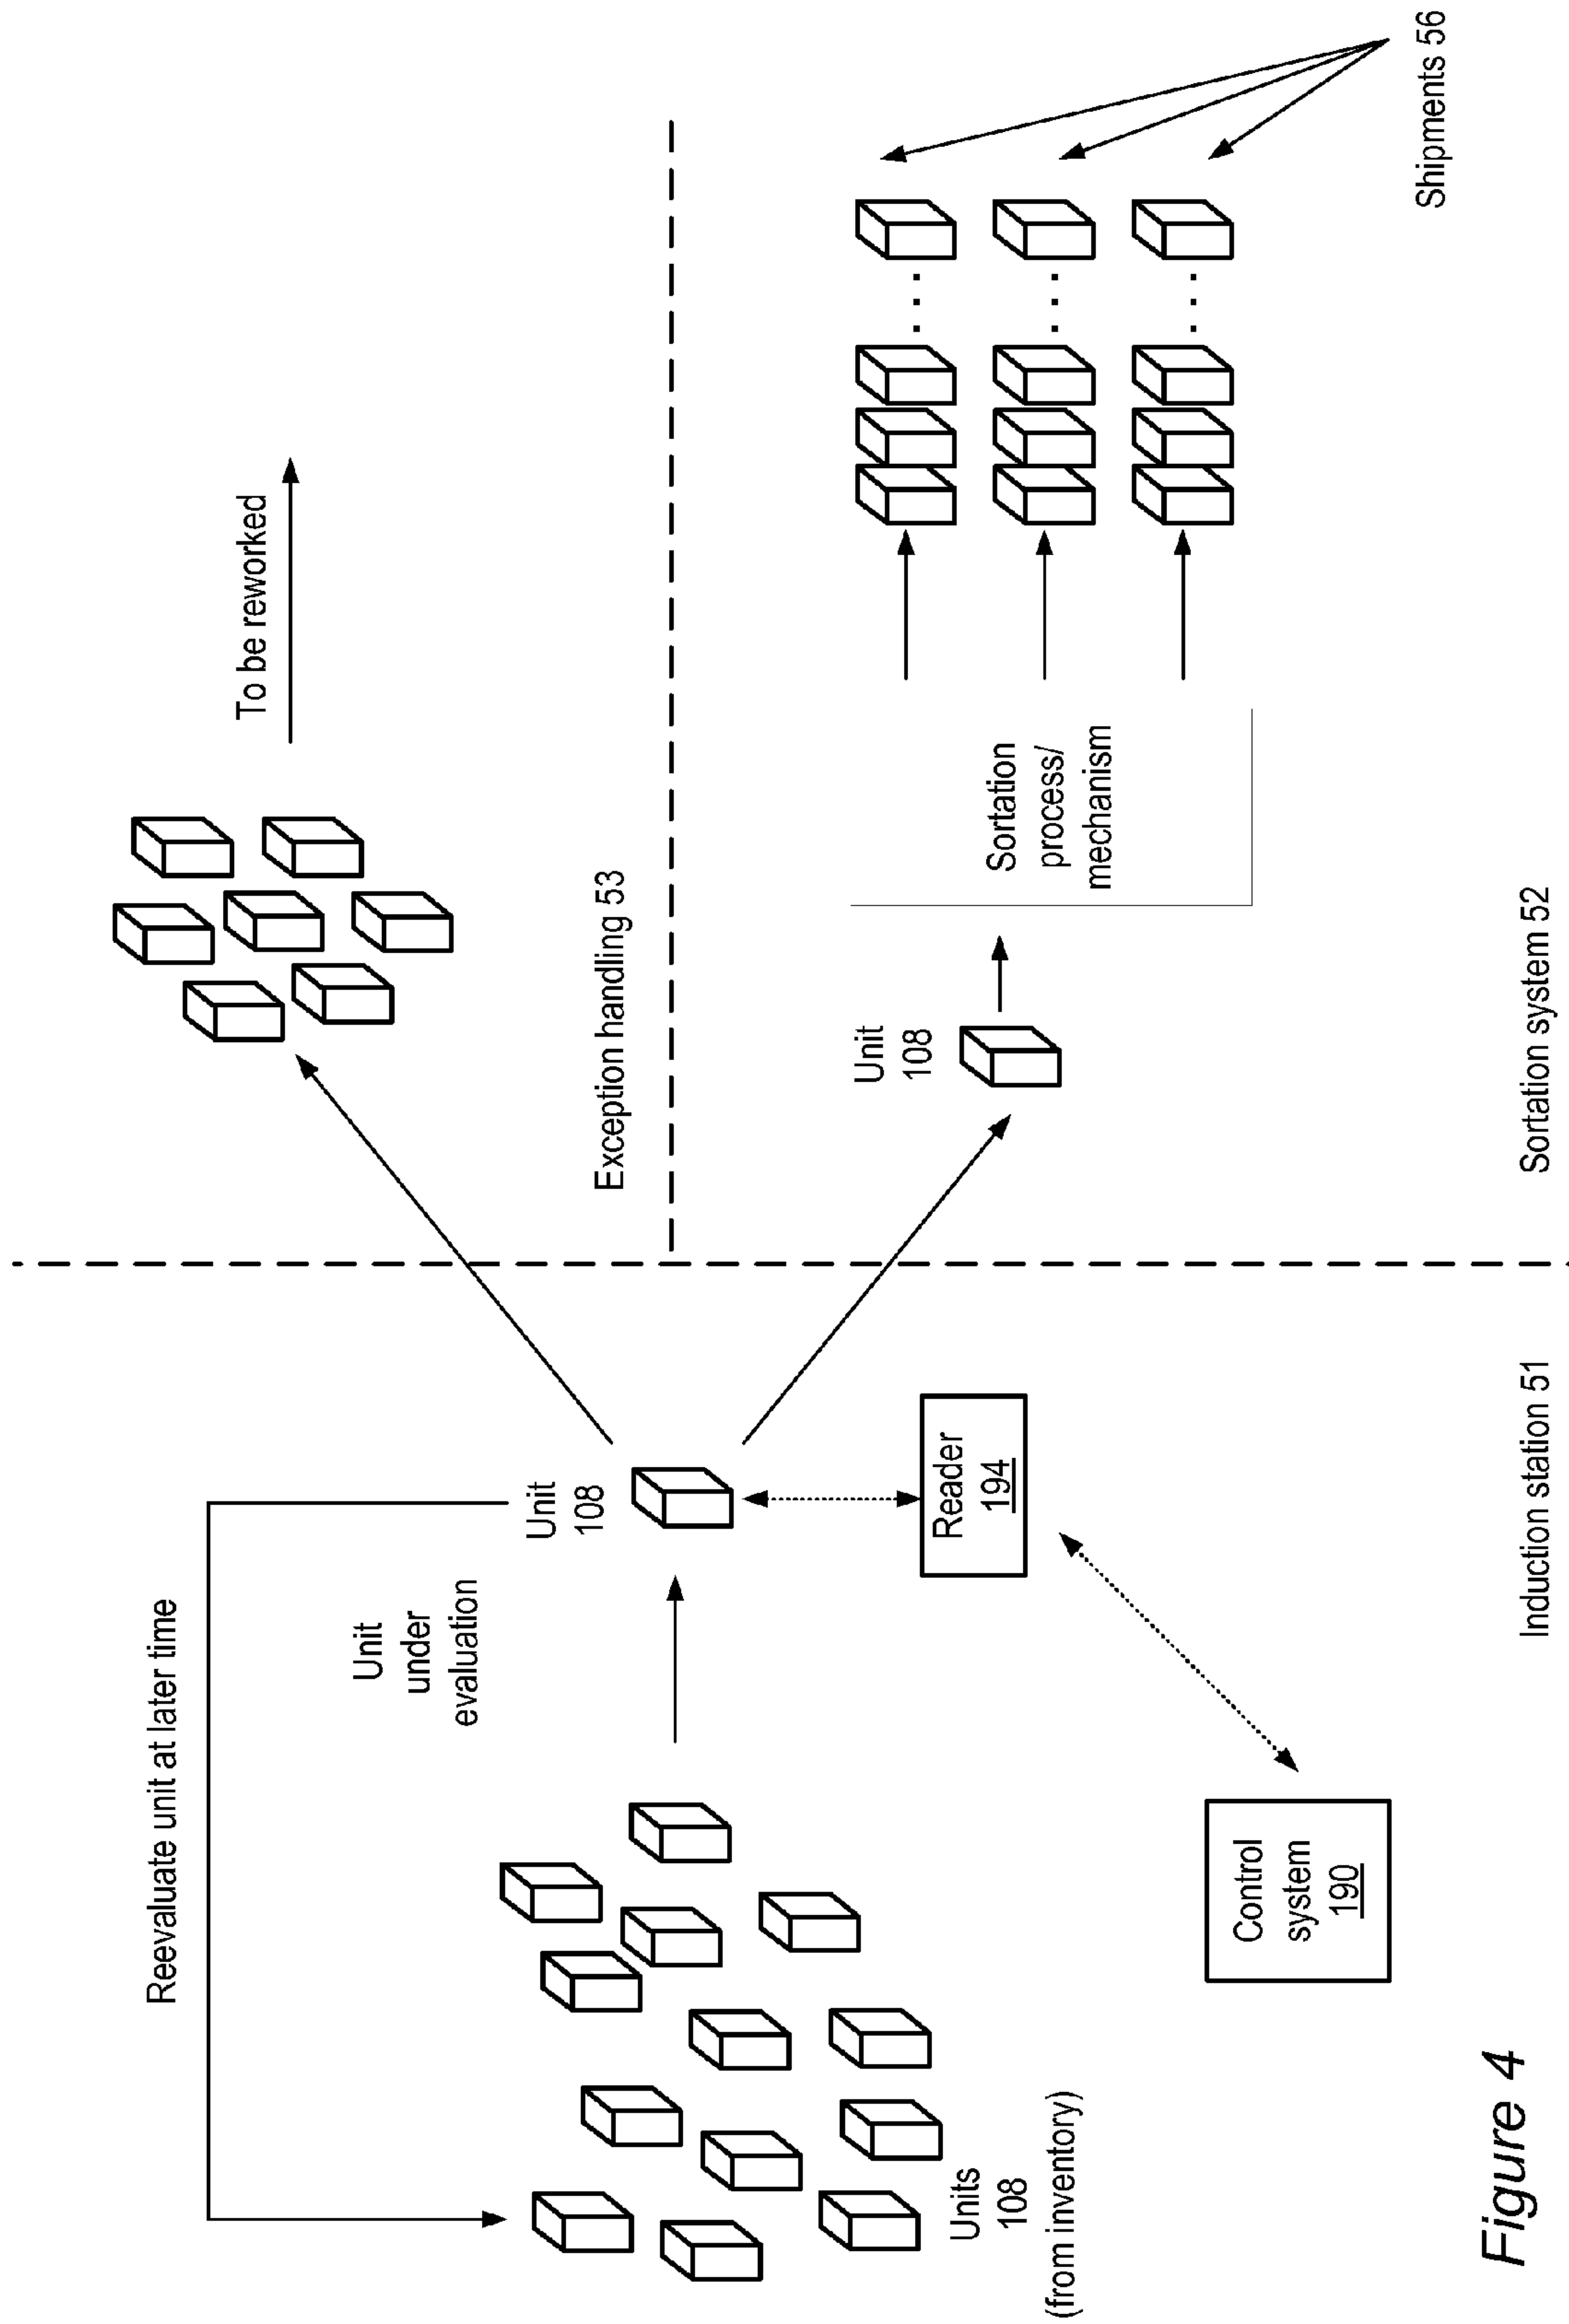 Reevaluate unit at later time
Unit
under
evaluation
Unit
108
Units
108
(from inventory)
Reader
194
Control
system
190
Induction station 51
To be reworked
Exception handling 53
Unit
108
Sortation
process/
mechanism
Shipments 56
Sortation system 52
Figure 4